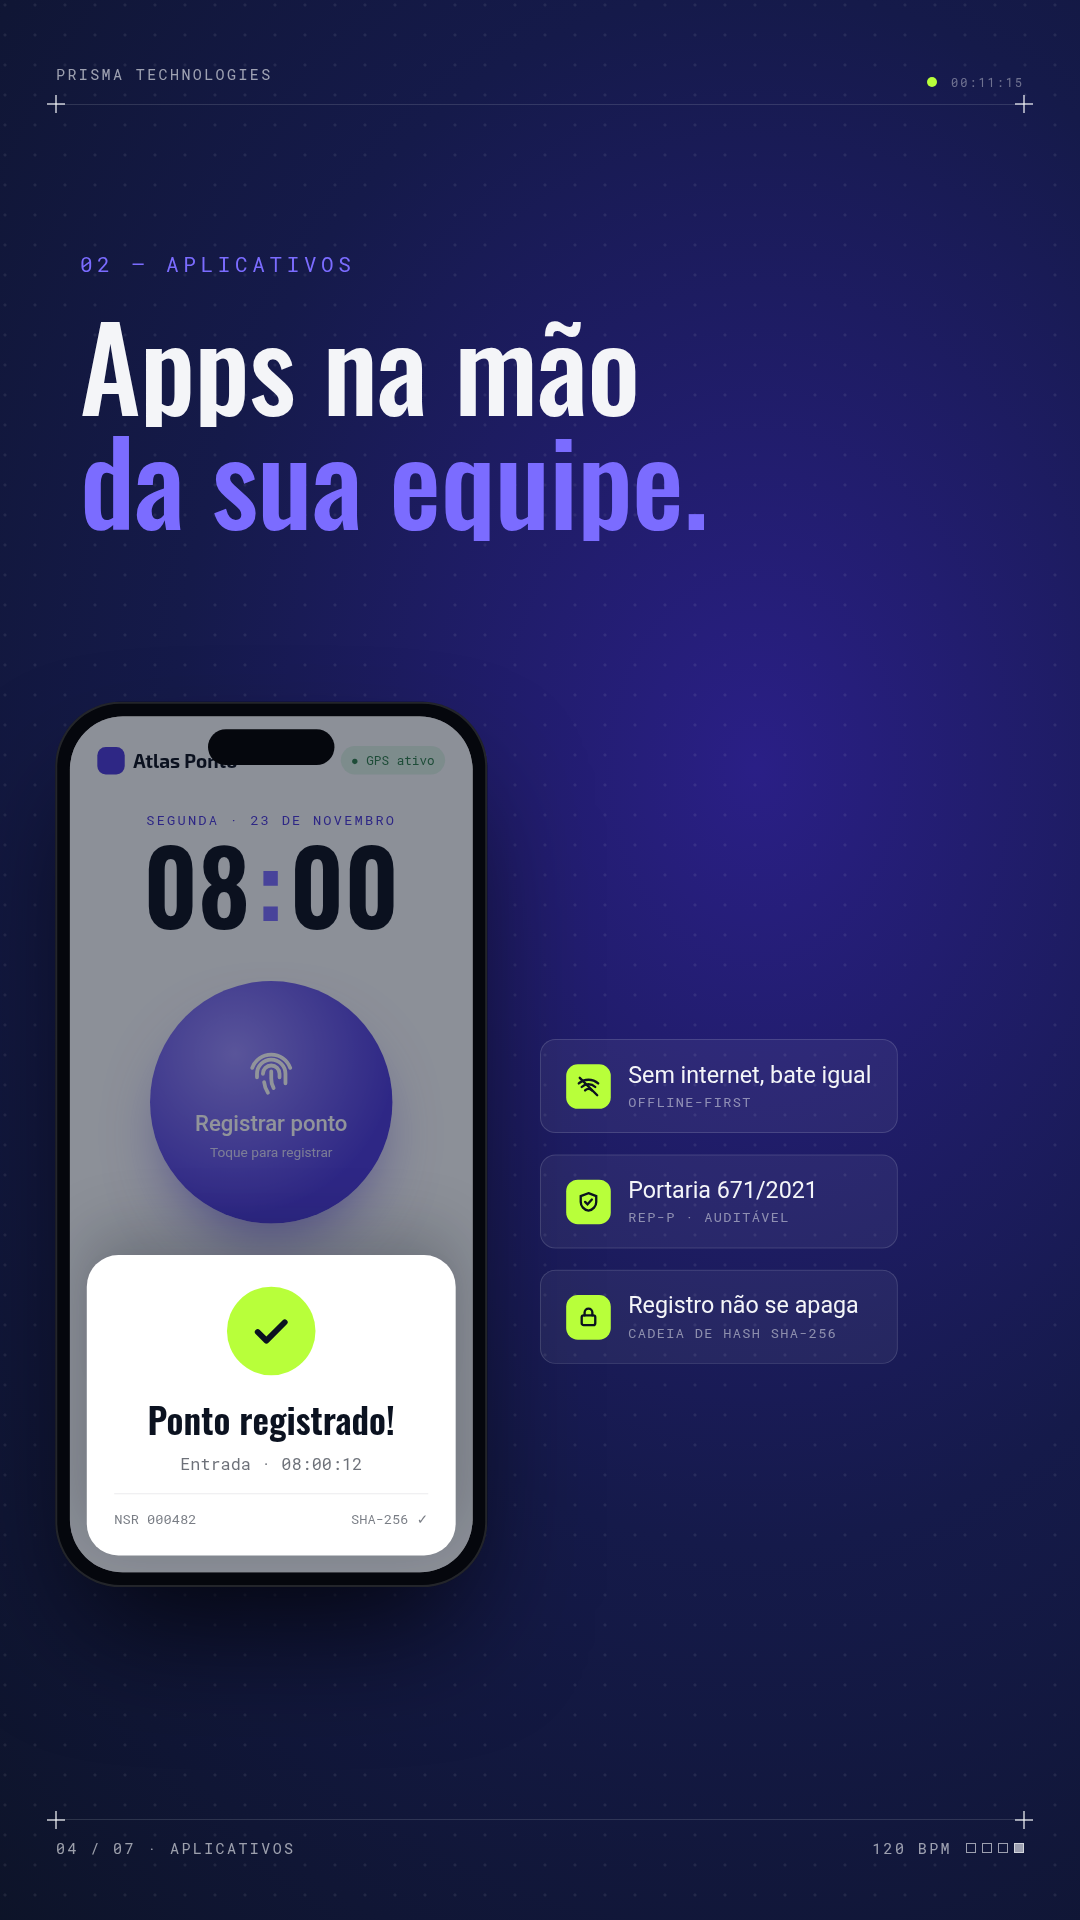 PRISMA TECHNOLOGIES
00:11:15
02 — APLICATIVOS
Apps na mão
da sua equipe.
Atlas Ponto
● GPS ativo
SEGUNDA · 23 DE NOVEMBRO
08:00
Registrar ponto
Toque para registrar
Ponto registrado!
Entrada · 08:00:12
NSR 000482
SHA-256 ✓
Sem internet, bate igual
OFFLINE-FIRST
Portaria 671/2021
REP-P · AUDITÁVEL
Registro não se apaga
CADEIA DE HASH SHA-256
04 / 07 · APLICATIVOS
120 BPM